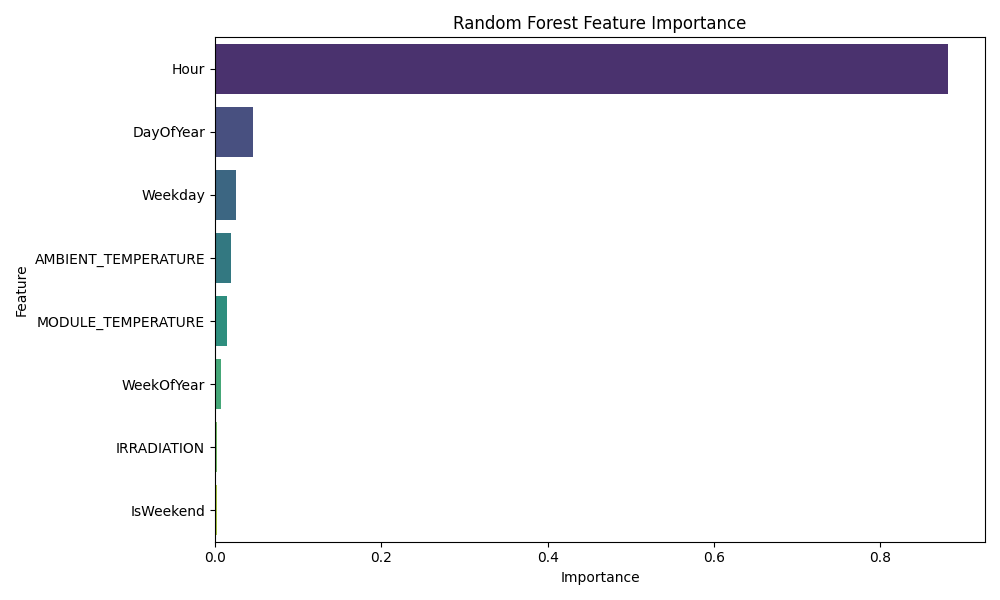 Random Forest Feature Importance
Hour
DayOfYear
Weekday
AMBIENT_TEMPERATURE
MODULE_TEMPERATURE
WeekOfYear
IRRADIATION
IsWeekend
Feature
0.0 0.2 0.4 0.6 0.8
Importance